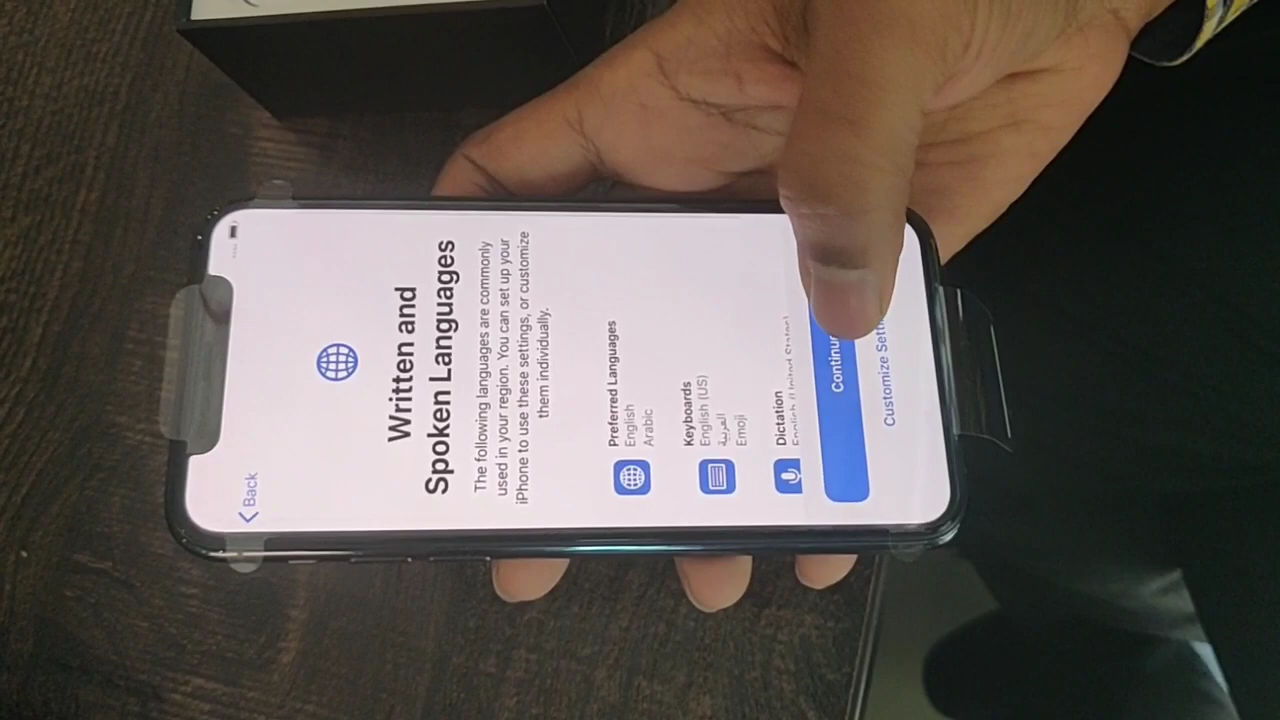 Back
Written and
Spoken Languages
The following languages are commonly
used in your region. You can set up your
iPhone to use these settings, or customize
them individually.
Preferred Languages
English
Arabic
Keyboards
English (US)
العربية
Emoji
Dictation
English (United States)
Continu
Customize Setti